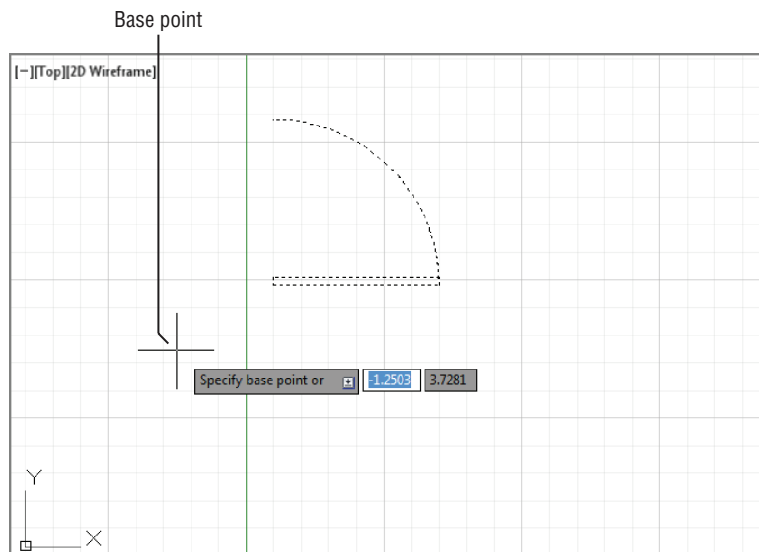 Base point
[−][Top][2D Wireframe]
Specify base point or -1.2503 3.7281
Y
X